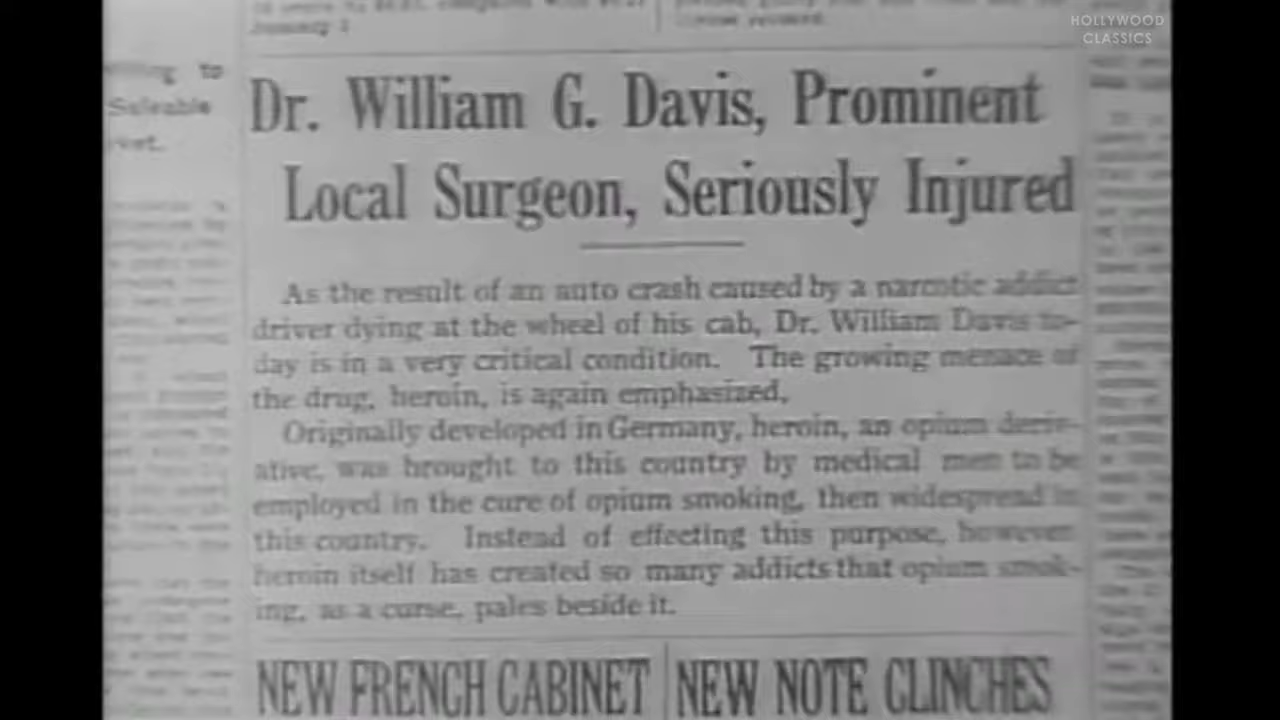 HOLLYWOOD
CLASSICS
January 1
to
Saleable
Dr. William G. Davis, Prominent
Local Surgeon, Seriously Injured
As the result of an auto crash caused by a narcotic addict
driver dying at the wheel of his cab, Dr. William Davis to-
day is in a very critical condition. The growing menace of
the drug, heroin, is again emphasized.
Originally developed in Germany, heroin, an opium deriv-
ative, was brought to this country by medical men to be
employed in the cure of opium smoking, then widespread in
this country. Instead of effecting this purpose, however
heroin itself has created so many addicts that opium smok-
ing, as a curse, pales beside it.
NEW FRENCH CABINET
NEW NOTE CLINCHES